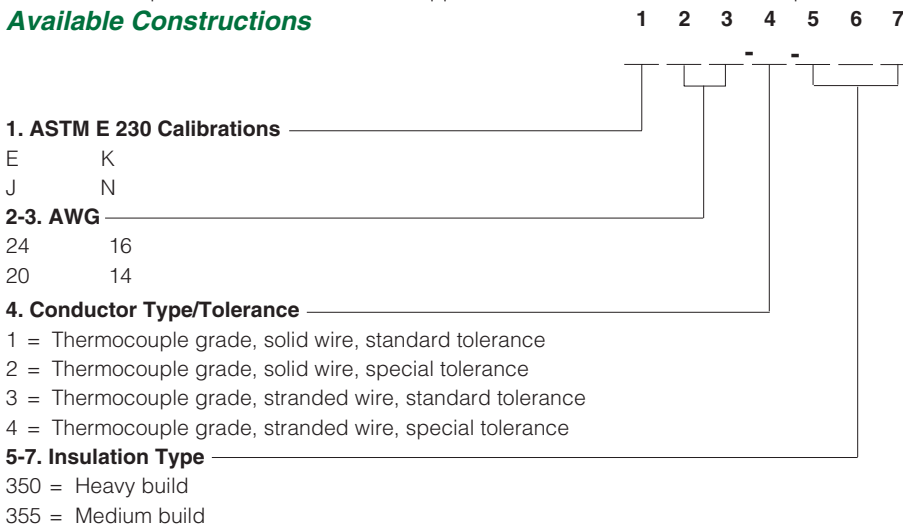 Available Constructions 1 2 3 4 5 6 7
- -
1. ASTM E 230 Calibrations
E K
J N
2-3. AWG
24 16
20 14
4. Conductor Type/Tolerance
1 = Thermocouple grade, solid wire, standard tolerance
2 = Thermocouple grade, solid wire, special tolerance
3 = Thermocouple grade, stranded wire, standard tolerance
4 = Thermocouple grade, stranded wire, special tolerance
5-7. Insulation Type
350 = Heavy build
355 = Medium build